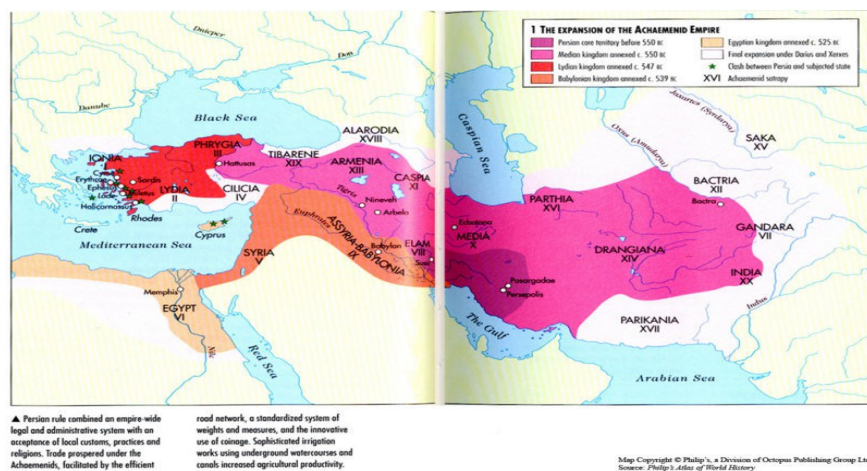 1 THE EXPANSION OF THE ACHAEMENID EMPIRE
Persian core territory before 550 BC
Median kingdom annexed c. 550 BC
Lydian kingdom annexed c. 547 BC
Babylonian kingdom annexed c. 539 BC
Egyptian kingdom annexed c. 525 BC
Final expansion under Darius and Xerxes
Clash between Persia and subjected state
XVI Achaemenid satrapy
Dnieper
Don
Danube
Black Sea
Caspian Sea
Jaxartes (Syrdarya)
Oxus (Amudarya)
SAKA
XV
ALARODIA
XVIII
PHRYGIA
III
Hattusas
TIBARENE
XIX
ARMENIA
XIII
CASPIA
XI
IONIA
I
Cyme
Erythrae
Ephesus
Lade
Miletus
Halicarnassus
Sardis
LYDIA
II
CILICIA
IV
Rhodes
Crete
Cyprus
Mediterranean Sea
Tigris
Nineveh
Arbela
Euphrates
ASSYRIA-BABYLONIA
IX
Babylon
SYRIA
V
ELAM
VIII
Susa
Ecbatana
MEDIA
X
PARTHIA
XVI
BACTRIA
XII
Bactra
GANDARA
VII
DRANGIANA
XIV
INDIA
XX
Indus
Pasargadae
Persepolis
PARIKANIA
XVII
The Gulf
Arabian Sea
Memphis
EGYPT
VI
Nile
Red Sea
▲ Persian rule combined an empire-wide
legal and administrative system with an
acceptance of local customs, practices and
religions. Trade prospered under the
Achaemenids, facilitated by the efficient
road network, a standardized system of
weights and measures, and the innovative
use of coinage. Sophisticated irrigation
works using underground watercourses and
canals increased agricultural productivity.
Map Copyright © Philip's, a Division of Octopus Publishing Group
Source: Philip's Atlas of World History